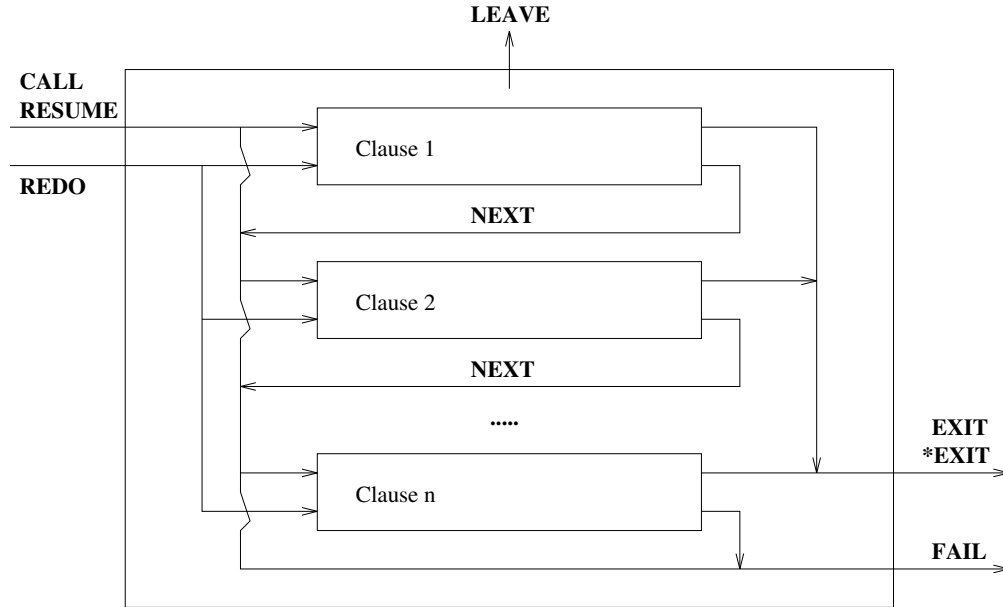 LEAVE
CALL
RESUME
Clause 1
REDO
NEXT
Clause 2
NEXT
.....
EXIT
*EXIT
Clause n
FAIL